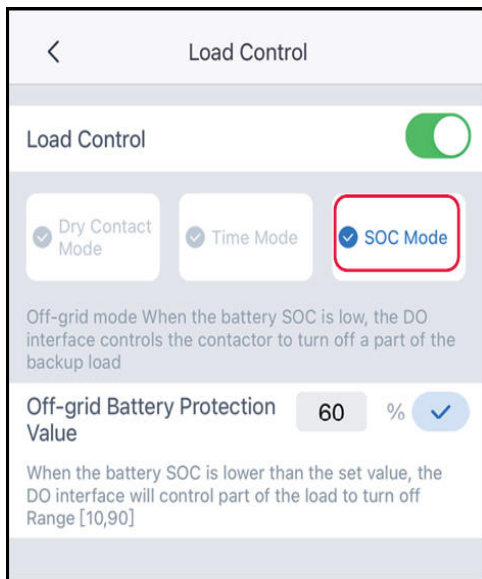 Load Control
Load Control
Dry Contact
Mode
Time Mode
SOC Mode
Off-grid mode When the battery SOC is low, the DO
interface controls the contactor to turn off a part of the
backup load
Off-grid Battery Protection
Value
60 %
When the battery SOC is lower than the set value, the
DO interface will control part of the load to turn off
Range [10,90]